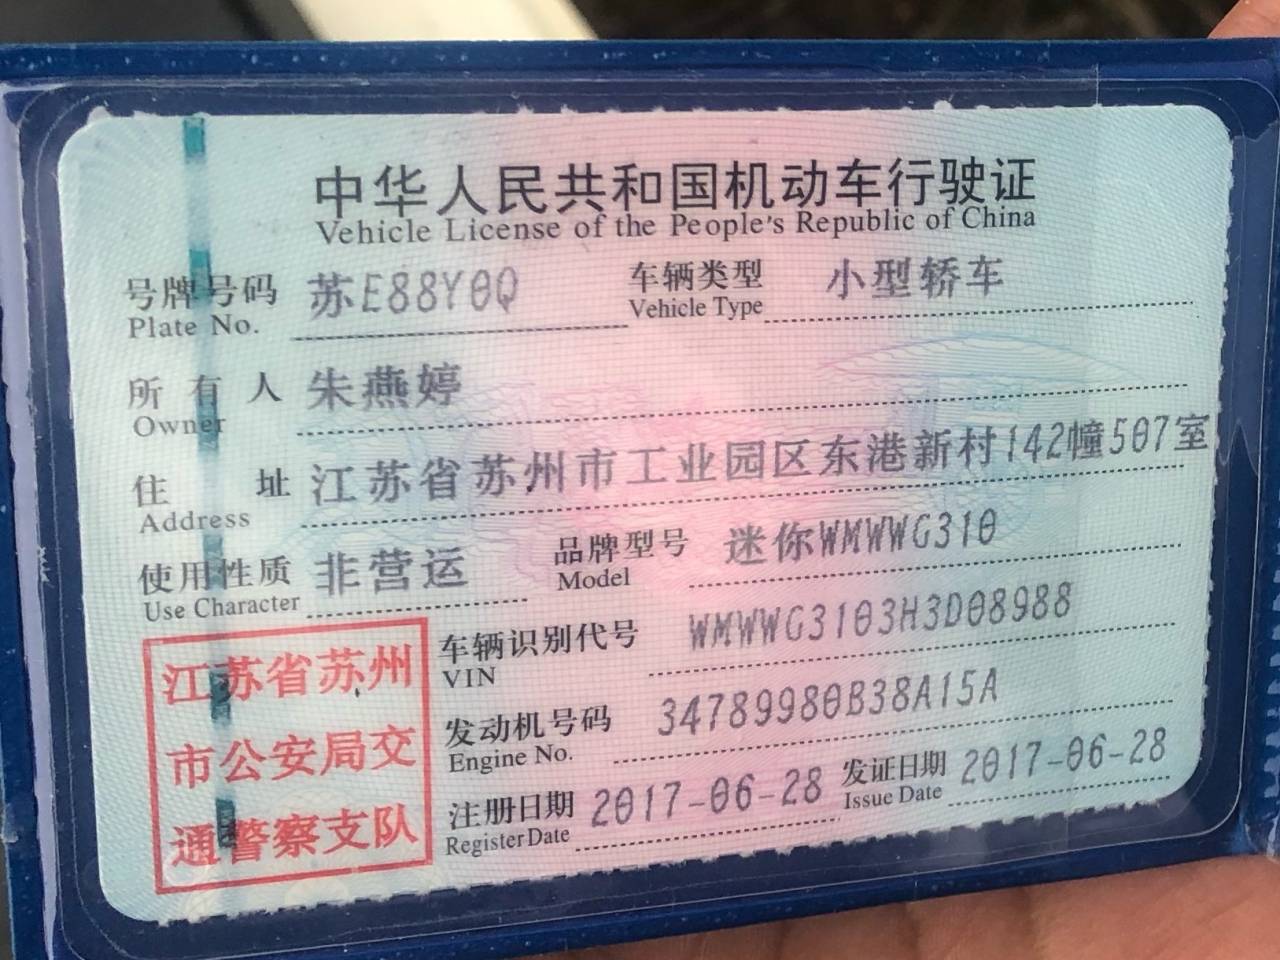 中华人民共和国机动车行驶证
Vehicle License of the People's Republic of China
号牌号码 苏E88Y0Q 车辆类型 小型轿车
Plate No. Vehicle Type
所有人 朱燕婷
Owner
住址 江苏省苏州市工业园区东港新村142幢507室
Address
使用性质 非营运 品牌型号 迷你WMWWG310
Use Character Model
车辆识别代号 WMWWG3103H3D08988
VIN
发动机号码 34789980B38A15A
Engine No.
注册日期 2017-06-28 发证日期 2017-06-28
Register Date Issue Date
江苏省苏州
市公安局交
通警察支队